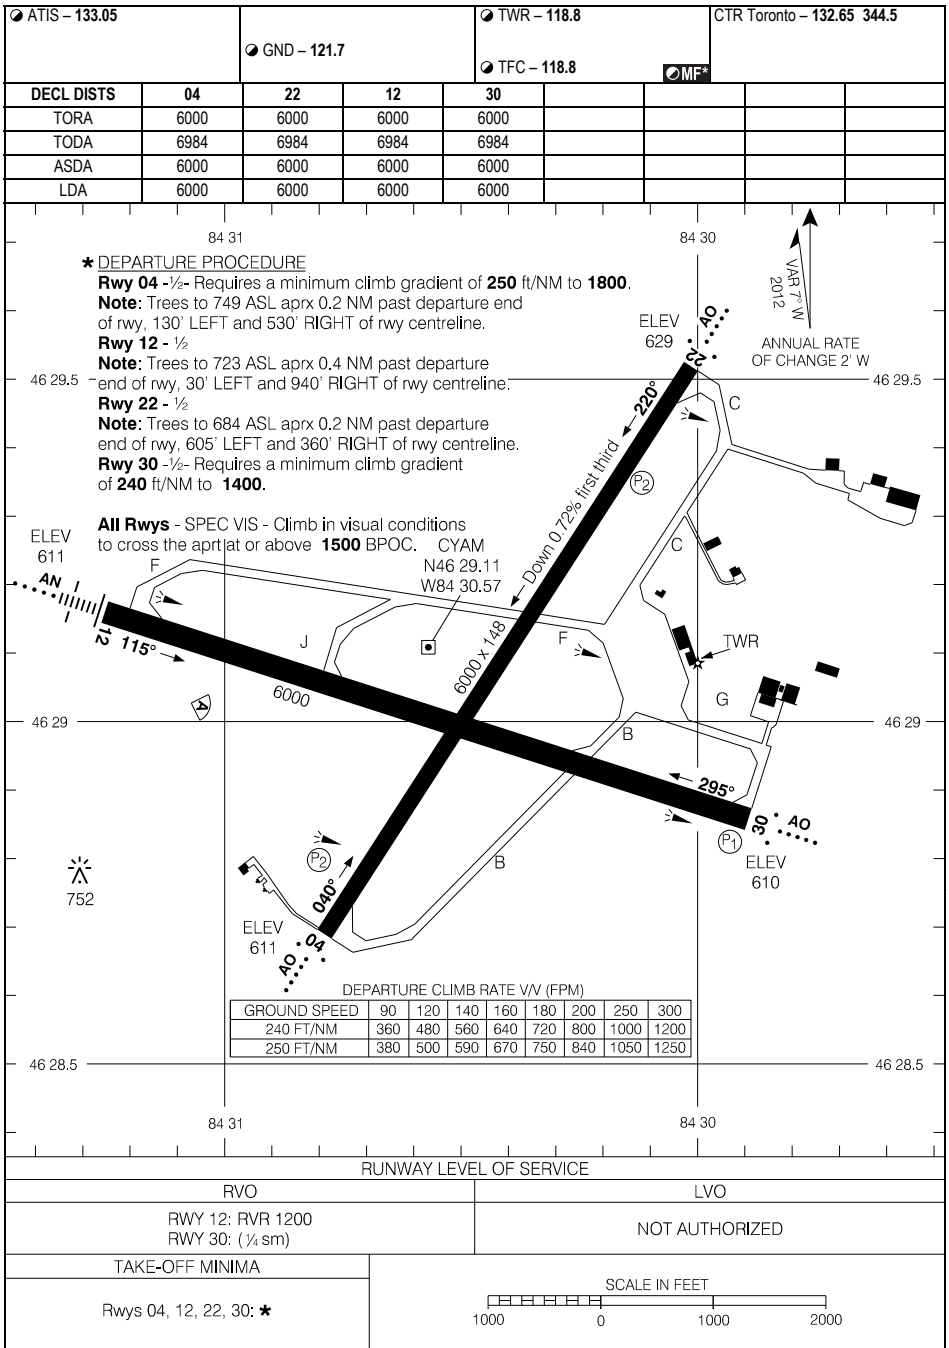 ATIS – 133.05
GND – 121.7
TWR – 118.8
TFC – 118.8
MF*
CTR Toronto – 132.65 344.5
DECL DISTS 04 22 12 30
TORA 6000 6000 6000 6000
TODA 6984 6984 6984 6984
ASDA 6000 6000 6000 6000
LDA 6000 6000 6000 6000
84 31
84 30
* DEPARTURE PROCEDURE
Rwy 04 -½- Requires a minimum climb gradient of 250 ft/NM to 1800.
Note: Trees to 749 ASL aprx 0.2 NM past departure end
of rwy, 130' LEFT and 530' RIGHT of rwy centreline.
Rwy 12 - ½
Note: Trees to 723 ASL aprx 0.4 NM past departure
end of rwy, 30' LEFT and 940' RIGHT of rwy centreline.
Rwy 22 - ½
Note: Trees to 684 ASL aprx 0.2 NM past departure
end of rwy, 605' LEFT and 360' RIGHT of rwy centreline.
Rwy 30 -½- Requires a minimum climb gradient
of 240 ft/NM to 1400.
All Rwys - SPEC VIS - Climb in visual conditions
to cross the aprt at or above 1500 BPOC.
VAR 7° W
2012
ANNUAL RATE
OF CHANGE 2' W
ELEV
629
AO
22
220°
46 29.5
46 29.5
C
P2
Down 0.72% first third
C
CYAM
N46 29.11
W84 30.57
ELEV
611
AN
12
115°
F
J
F
6000 x 148
6000
A
TWR
G
46 29
46 29
B
295°
30
AO
P1
ELEV
610
B
P2
040°
04
AO
ELEV
611
752
DEPARTURE CLIMB RATE V/V (FPM)
GROUND SPEED 90 120 140 160 180 200 250 300
240 FT/NM 360 480 560 640 720 800 1000 1200
250 FT/NM 380 500 590 670 750 840 1050 1250
46 28.5
46 28.5
84 31
84 30
RUNWAY LEVEL OF SERVICE
RVO
LVO
RWY 12: RVR 1200
RWY 30: (¼ sm)
NOT AUTHORIZED
TAKE-OFF MINIMA
Rwys 04, 12, 22, 30: *
SCALE IN FEET
1000 0 1000 2000